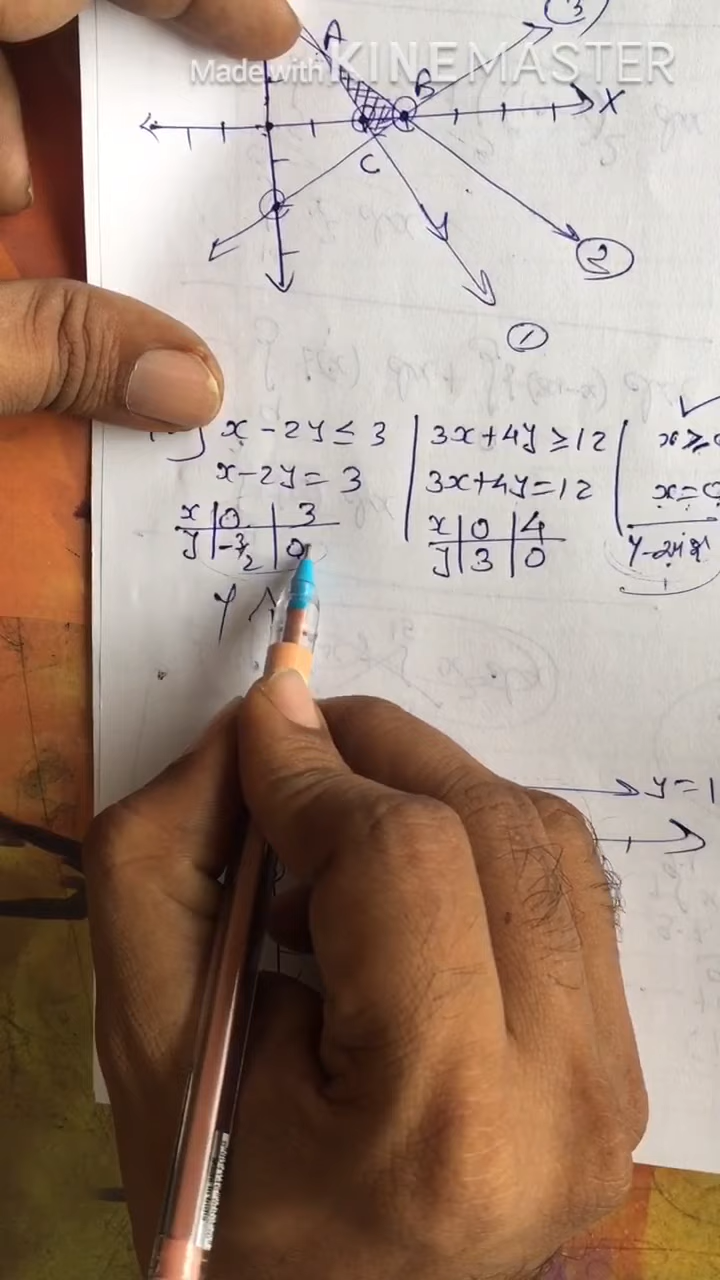 3
A
Made with KINEMASTER
B
X
C
2
1
x - 2y ≤ 3 | 3x + 4y ≥ 12 | x ≥
x - 2y = 3 | 3x + 4y = 12 | x =
x | 0 | 3
y | -3/2 | 0
x | 0 | 4
y | 3 | 0
y
y = 1